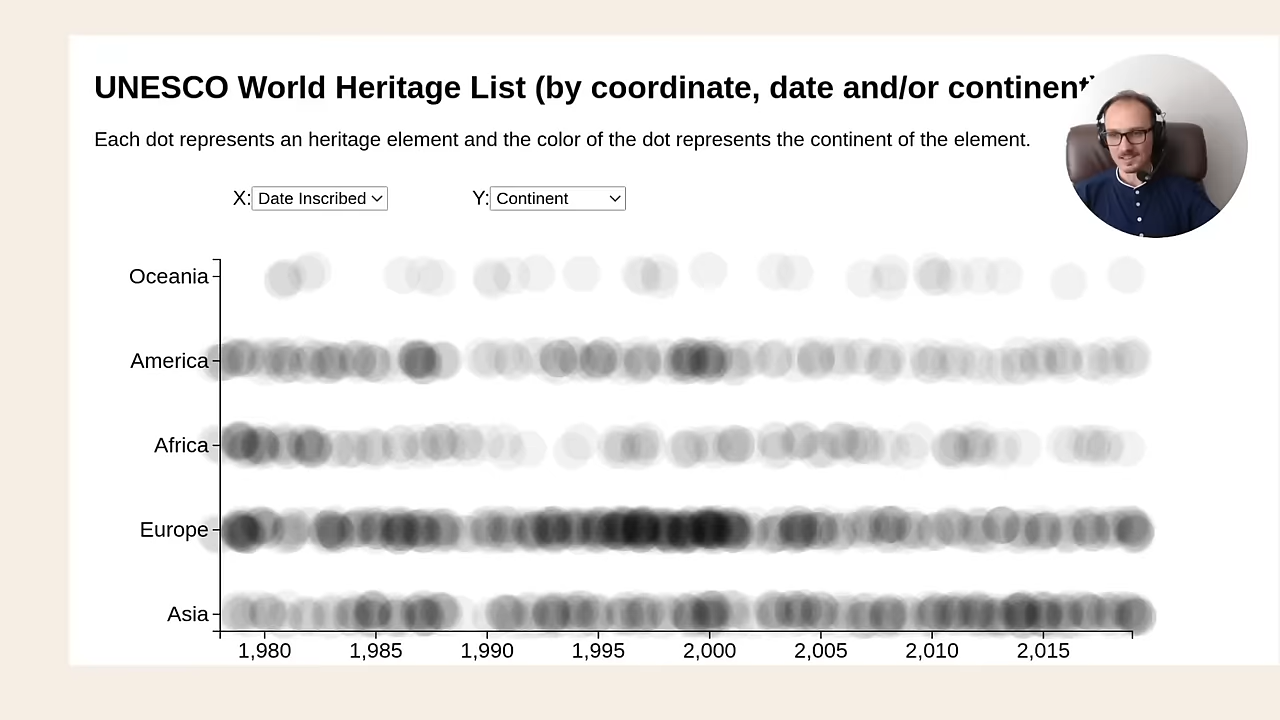 UNESCO World Heritage List (by coordinate, date and/or continent)
Each dot represents an heritage element and the color of the dot represents the continent of the element.
X: Date Inscribed Y: Continent
Oceania
America
Africa
Europe
Asia
1,980 1,985 1,990 1,995 2,000 2,005 2,010 2,015